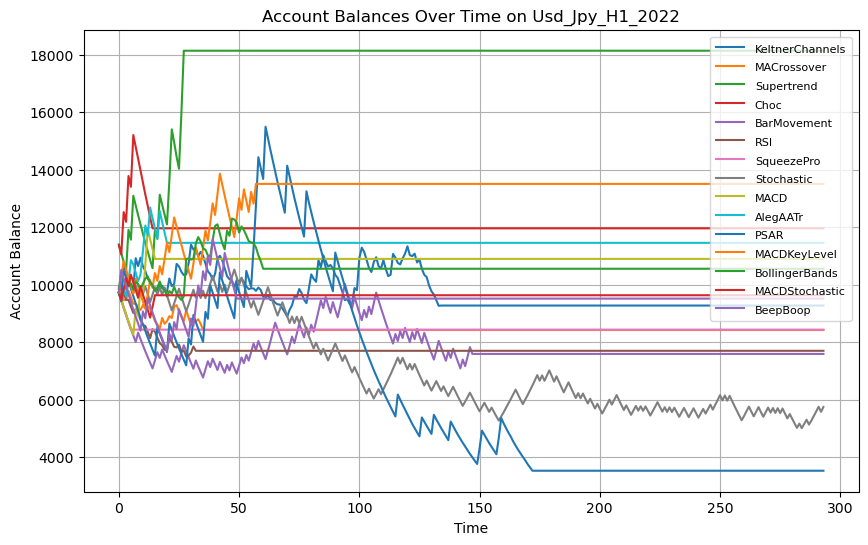 Account Balances Over Time on Usd_Jpy_H1_2022
Account Balance
18000
16000
14000
12000
10000
8000
6000
4000
KeltnerChannels
MACrossover
Supertrend
Choc
BarMovement
RSI
SqueezePro
Stochastic
MACD
AlegAATr
PSAR
MACDKeyLevel
BollingerBands
MACDStochastic
BeepBoop
0 50 100 150 200 250 300
Time